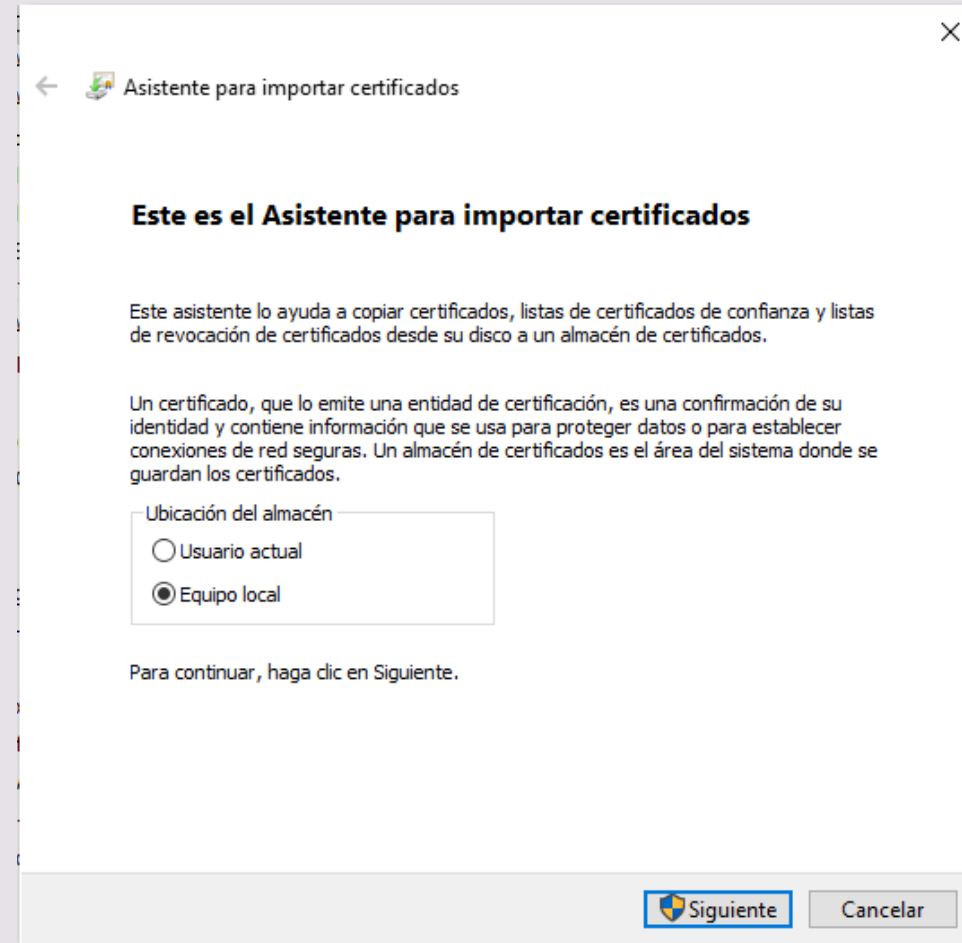 Asistente para importar certificados
Este es el Asistente para importar certificados
Este asistente lo ayuda a copiar certificados, listas de certificados de confianza y listas
de revocación de certificados desde su disco a un almacén de certificados.
Un certificado, que lo emite una entidad de certificación, es una confirmación de su
identidad y contiene información que se usa para proteger datos o para establecer
conexiones de red seguras. Un almacén de certificados es el área del sistema donde se
guardan los certificados.
Ubicación del almacén
Usuario actual
Equipo local
Para continuar, haga clic en Siguiente.
Siguiente
Cancelar